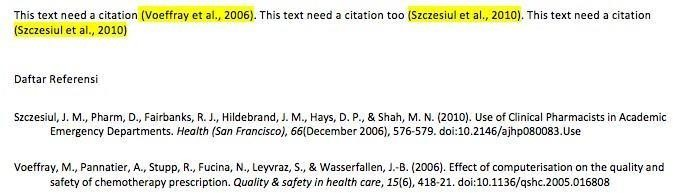 This text need a citation (Voeffray et al., 2006). This text need a citation too (Szczesiul et al., 2010). This text need a citation
(Szczesiul et al., 2010)
Daftar Referensi
Szczesiul, J. M., Pharm, D., Fairbanks, R. J., Hildebrand, J. M., Hays, D. P., & Shah, M. N. (2010). Use of Clinical Pharmacists in Academic
Emergency Departments. Health (San Francisco), 66(December 2006), 576-579. doi:10.2146/ajhp080083.Use
Voeffray, M., Pannatier, A., Stupp, R., Fucina, N., Leyvraz, S., & Wasserfallen, J.-B. (2006). Effect of computerisation on the quality and
safety of chemotherapy prescription. Quality & safety in health care, 15(6), 418-21. doi:10.1136/qshc.2005.016808